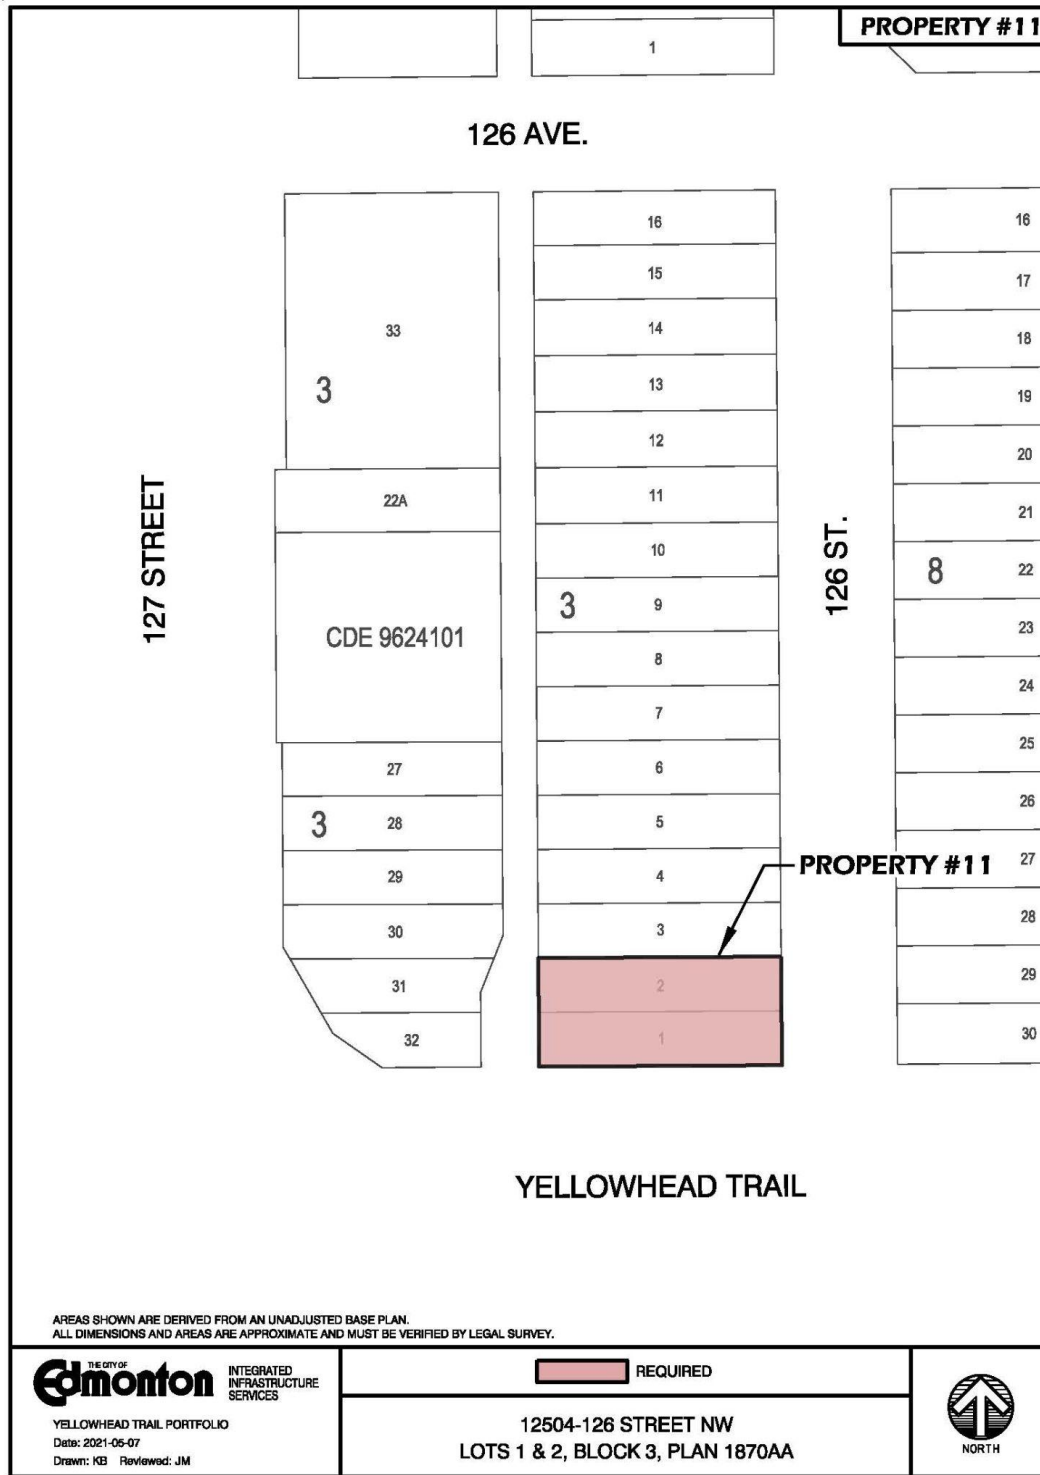 PROPERTY #11
1
126 AVE.
33
3
22A
CDE 9624101
27
3
28
29
30
31
32
127 STREET
16
15
14
13
12
11
10
3
9
8
7
6
5
4
3
2
1
126 ST.
PROPERTY #11
16
17
18
19
20
21
8
22
23
24
25
26
27
28
29
30
YELLOWHEAD TRAIL
AREAS SHOWN ARE DERIVED FROM AN UNADJUSTED BASE PLAN.
ALL DIMENSIONS AND AREAS ARE APPROXIMATE AND MUST BE VERIFIED BY LEGAL SURVEY.
THE CITY OF
Edmonton
INTEGRATED
INFRASTRUCTURE
SERVICES
YELLOWHEAD TRAIL PORTFOLIO
Date: 2021-05-07
Drawn: KB Reviewed: JM
REQUIRED
12504-126 STREET NW
LOTS 1 & 2, BLOCK 3, PLAN 1870AA
NORTH